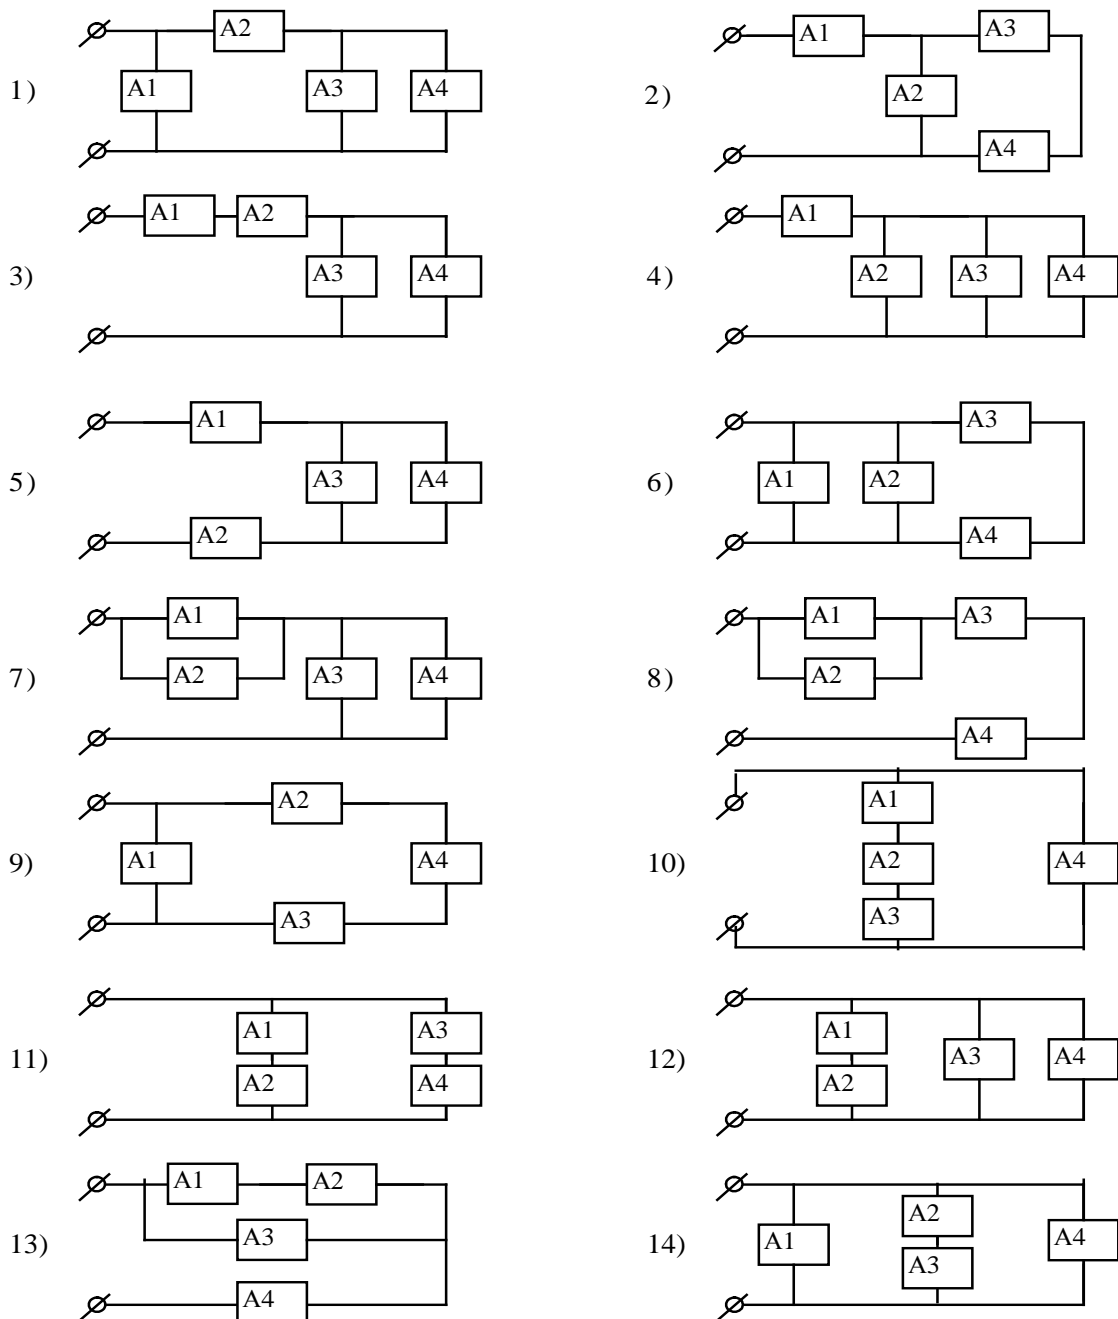 1) A1 A2 A3 A4
2) A1 A2 A3 A4
3) A1 A2 A3 A4
4) A1 A2 A3 A4
5) A1 A2 A3 A4
6) A1 A2 A3 A4
7) A1 A2 A3 A4
8) A1 A2 A3 A4
9) A1 A2 A3 A4
10) A1 A2 A3 A4
11) A1 A2 A3 A4
12) A1 A2 A3 A4
13) A1 A2 A3 A4
14) A1 A2 A3 A4